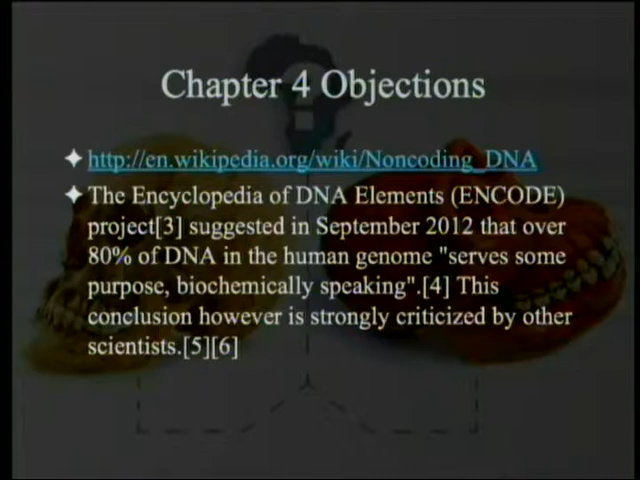 Chapter 4 Objections
http://en.wikipedia.org/wiki/Noncoding_DNA
The Encyclopedia of DNA Elements (ENCODE)
project[3] suggested in September 2012 that over
80% of DNA in the human genome "serves some
purpose, biochemically speaking".[4] This
conclusion however is strongly criticized by other
scientists.[5][6]